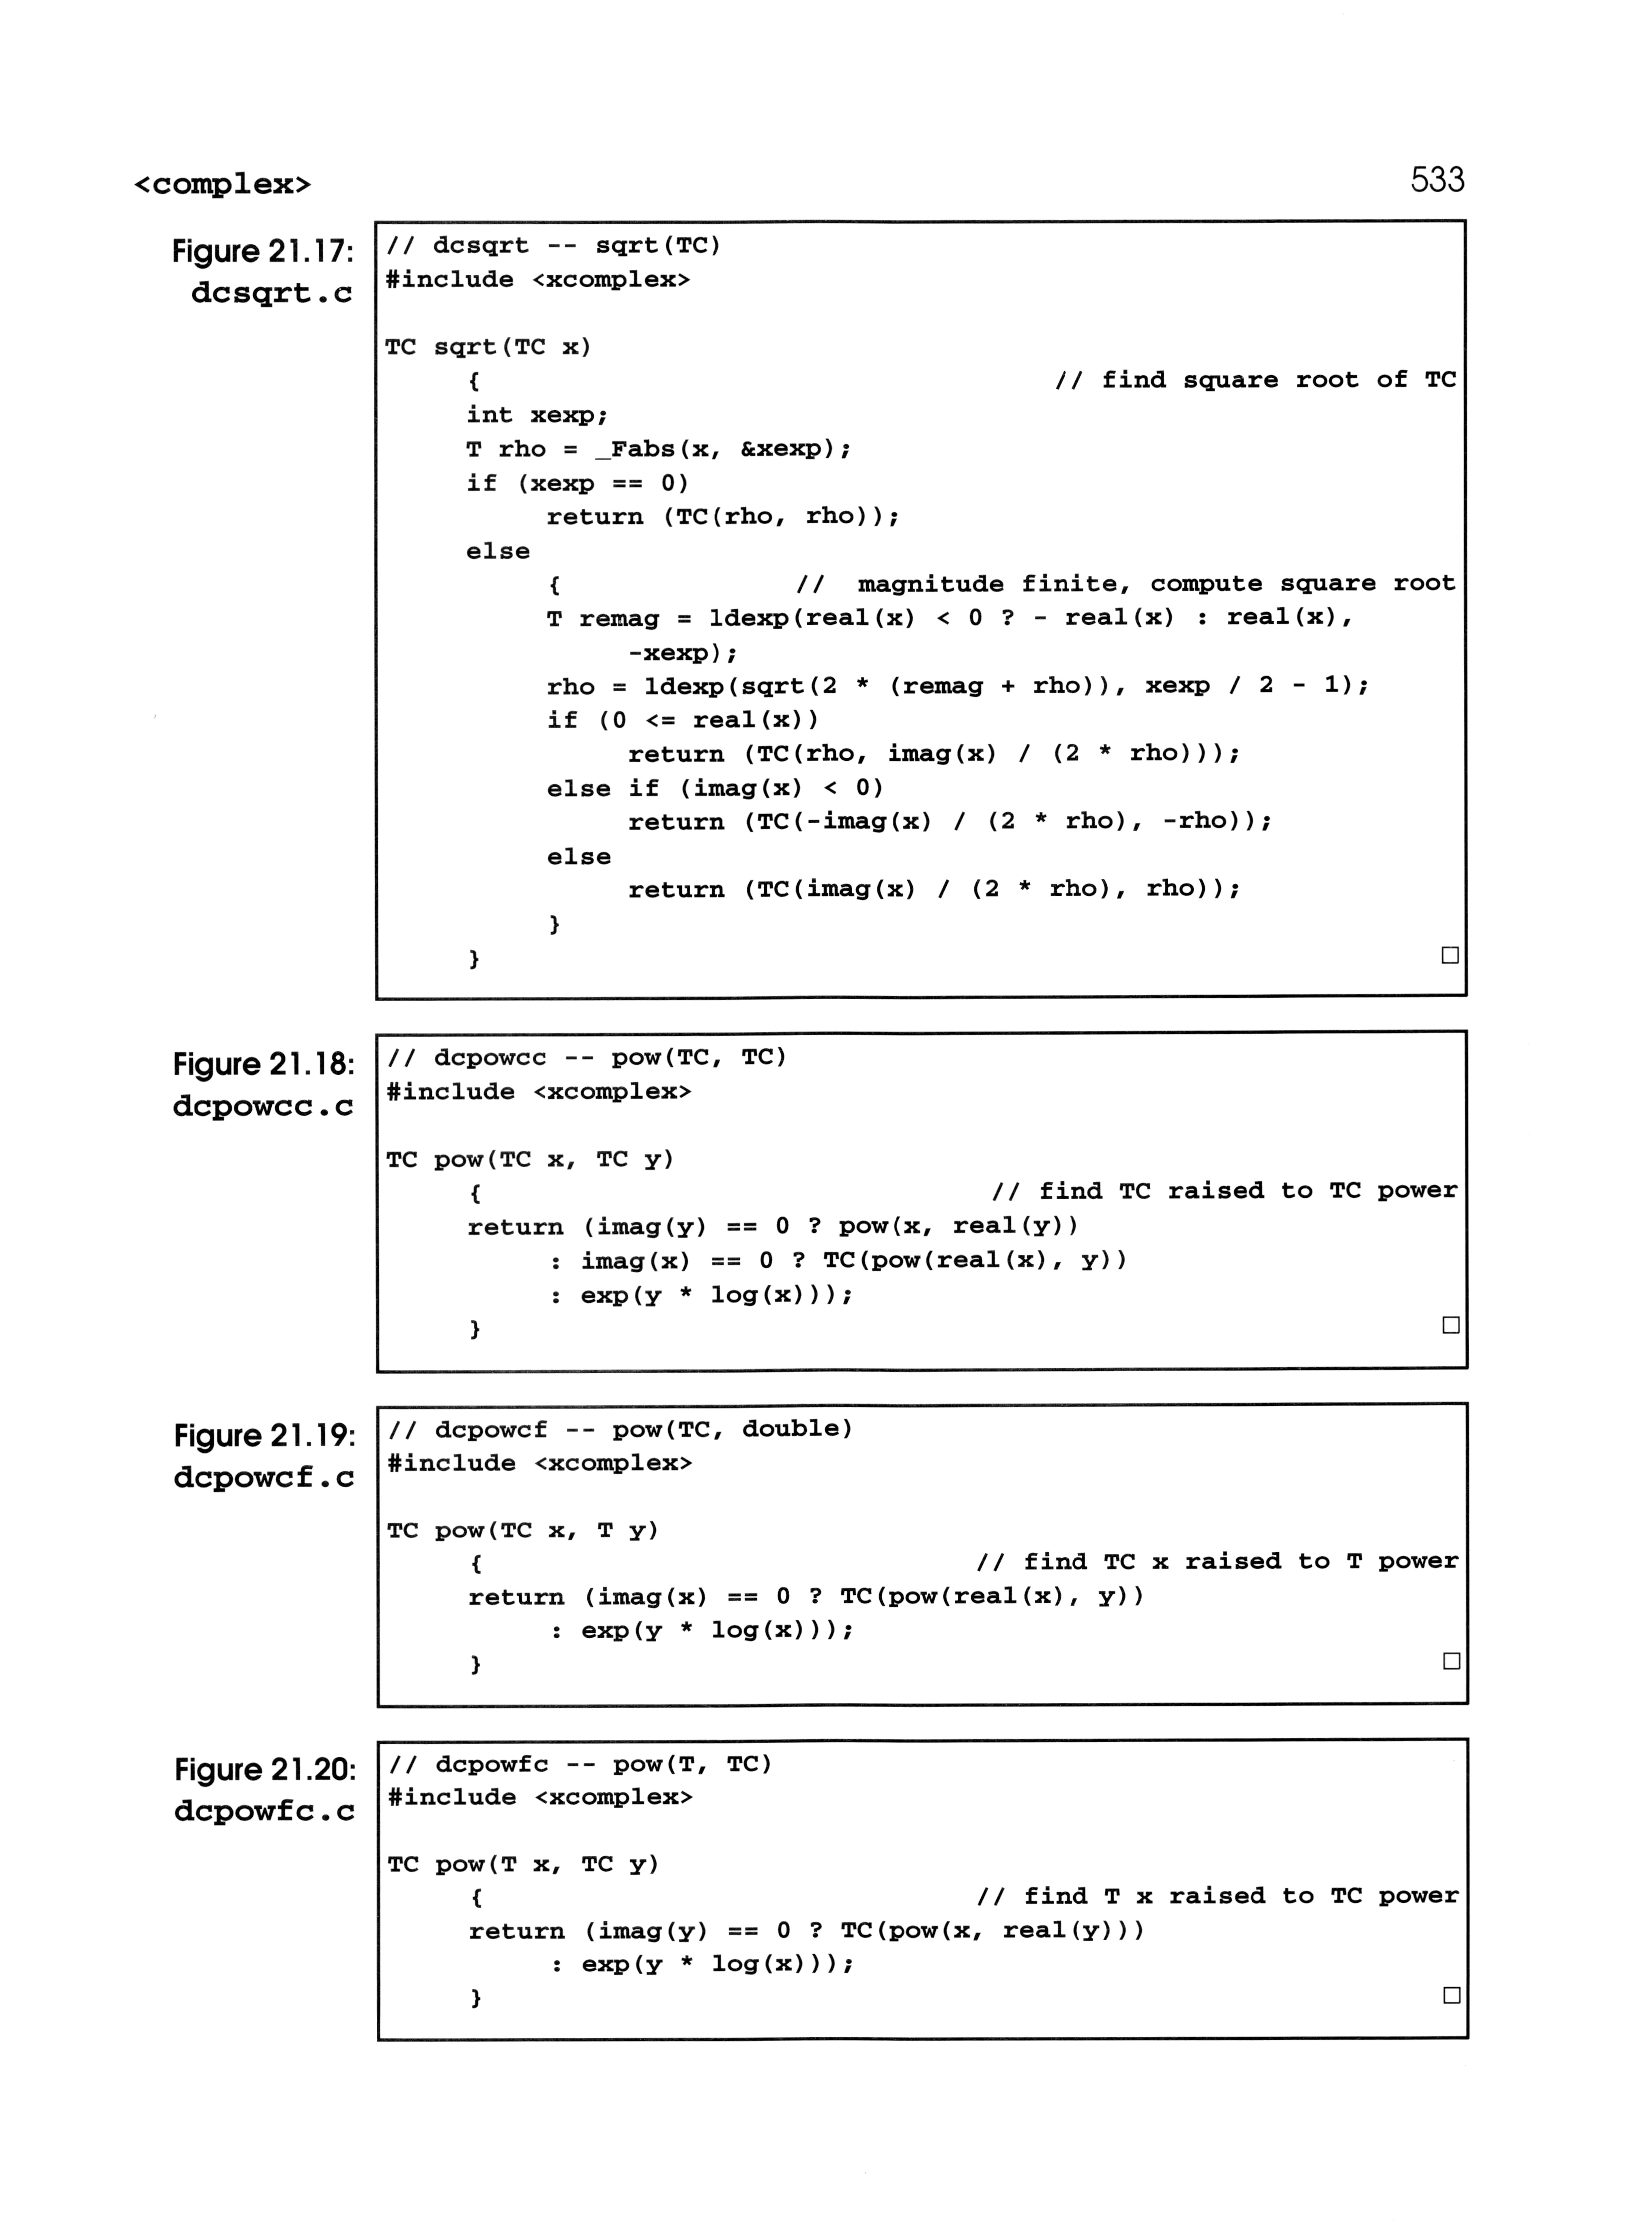 <complex>
533
Figure 21.17:
dcsqrt.c
// dcsqrt -- sqrt(TC)
#include <xcomplex>
TC sqrt(TC x)
{ // find square root of TC
int xexp;
T rho = _Fabs(x, &xexp);
if (xexp == 0)
return (TC(rho, rho));
else
{ // magnitude finite, compute square root
T remag = ldexp(real(x) < 0 ? - real(x) : real(x),
-xexp);
rho = ldexp(sqrt(2 * (remag + rho)), xexp / 2 - 1);
if (0 <= real(x))
return (TC(rho, imag(x) / (2 * rho)));
else if (imag(x) < 0)
return (TC(-imag(x) / (2 * rho), -rho));
else
return (TC(imag(x) / (2 * rho), rho));
}
} □
Figure 21.18:
dcpowcc.c
// dcpowcc -- pow(TC, TC)
#include <xcomplex>
TC pow(TC x, TC y)
{ // find TC raised to TC power
return (imag(y) == 0 ? pow(x, real(y))
: imag(x) == 0 ? TC(pow(real(x), y))
: exp(y * log(x)));
} □
Figure 21.19:
dcpowcf.c
// dcpowcf -- pow(TC, double)
#include <xcomplex>
TC pow(TC x, T y)
{ // find TC x raised to T power
return (imag(x) == 0 ? TC(pow(real(x), y))
: exp(y * log(x)));
} □
Figure 21.20:
dcpowfc.c
// dcpowfc -- pow(T, TC)
#include <xcomplex>
TC pow(T x, TC y)
{ // find T x raised to TC power
return (imag(y) == 0 ? TC(pow(x, real(y)))
: exp(y * log(x)));
} □